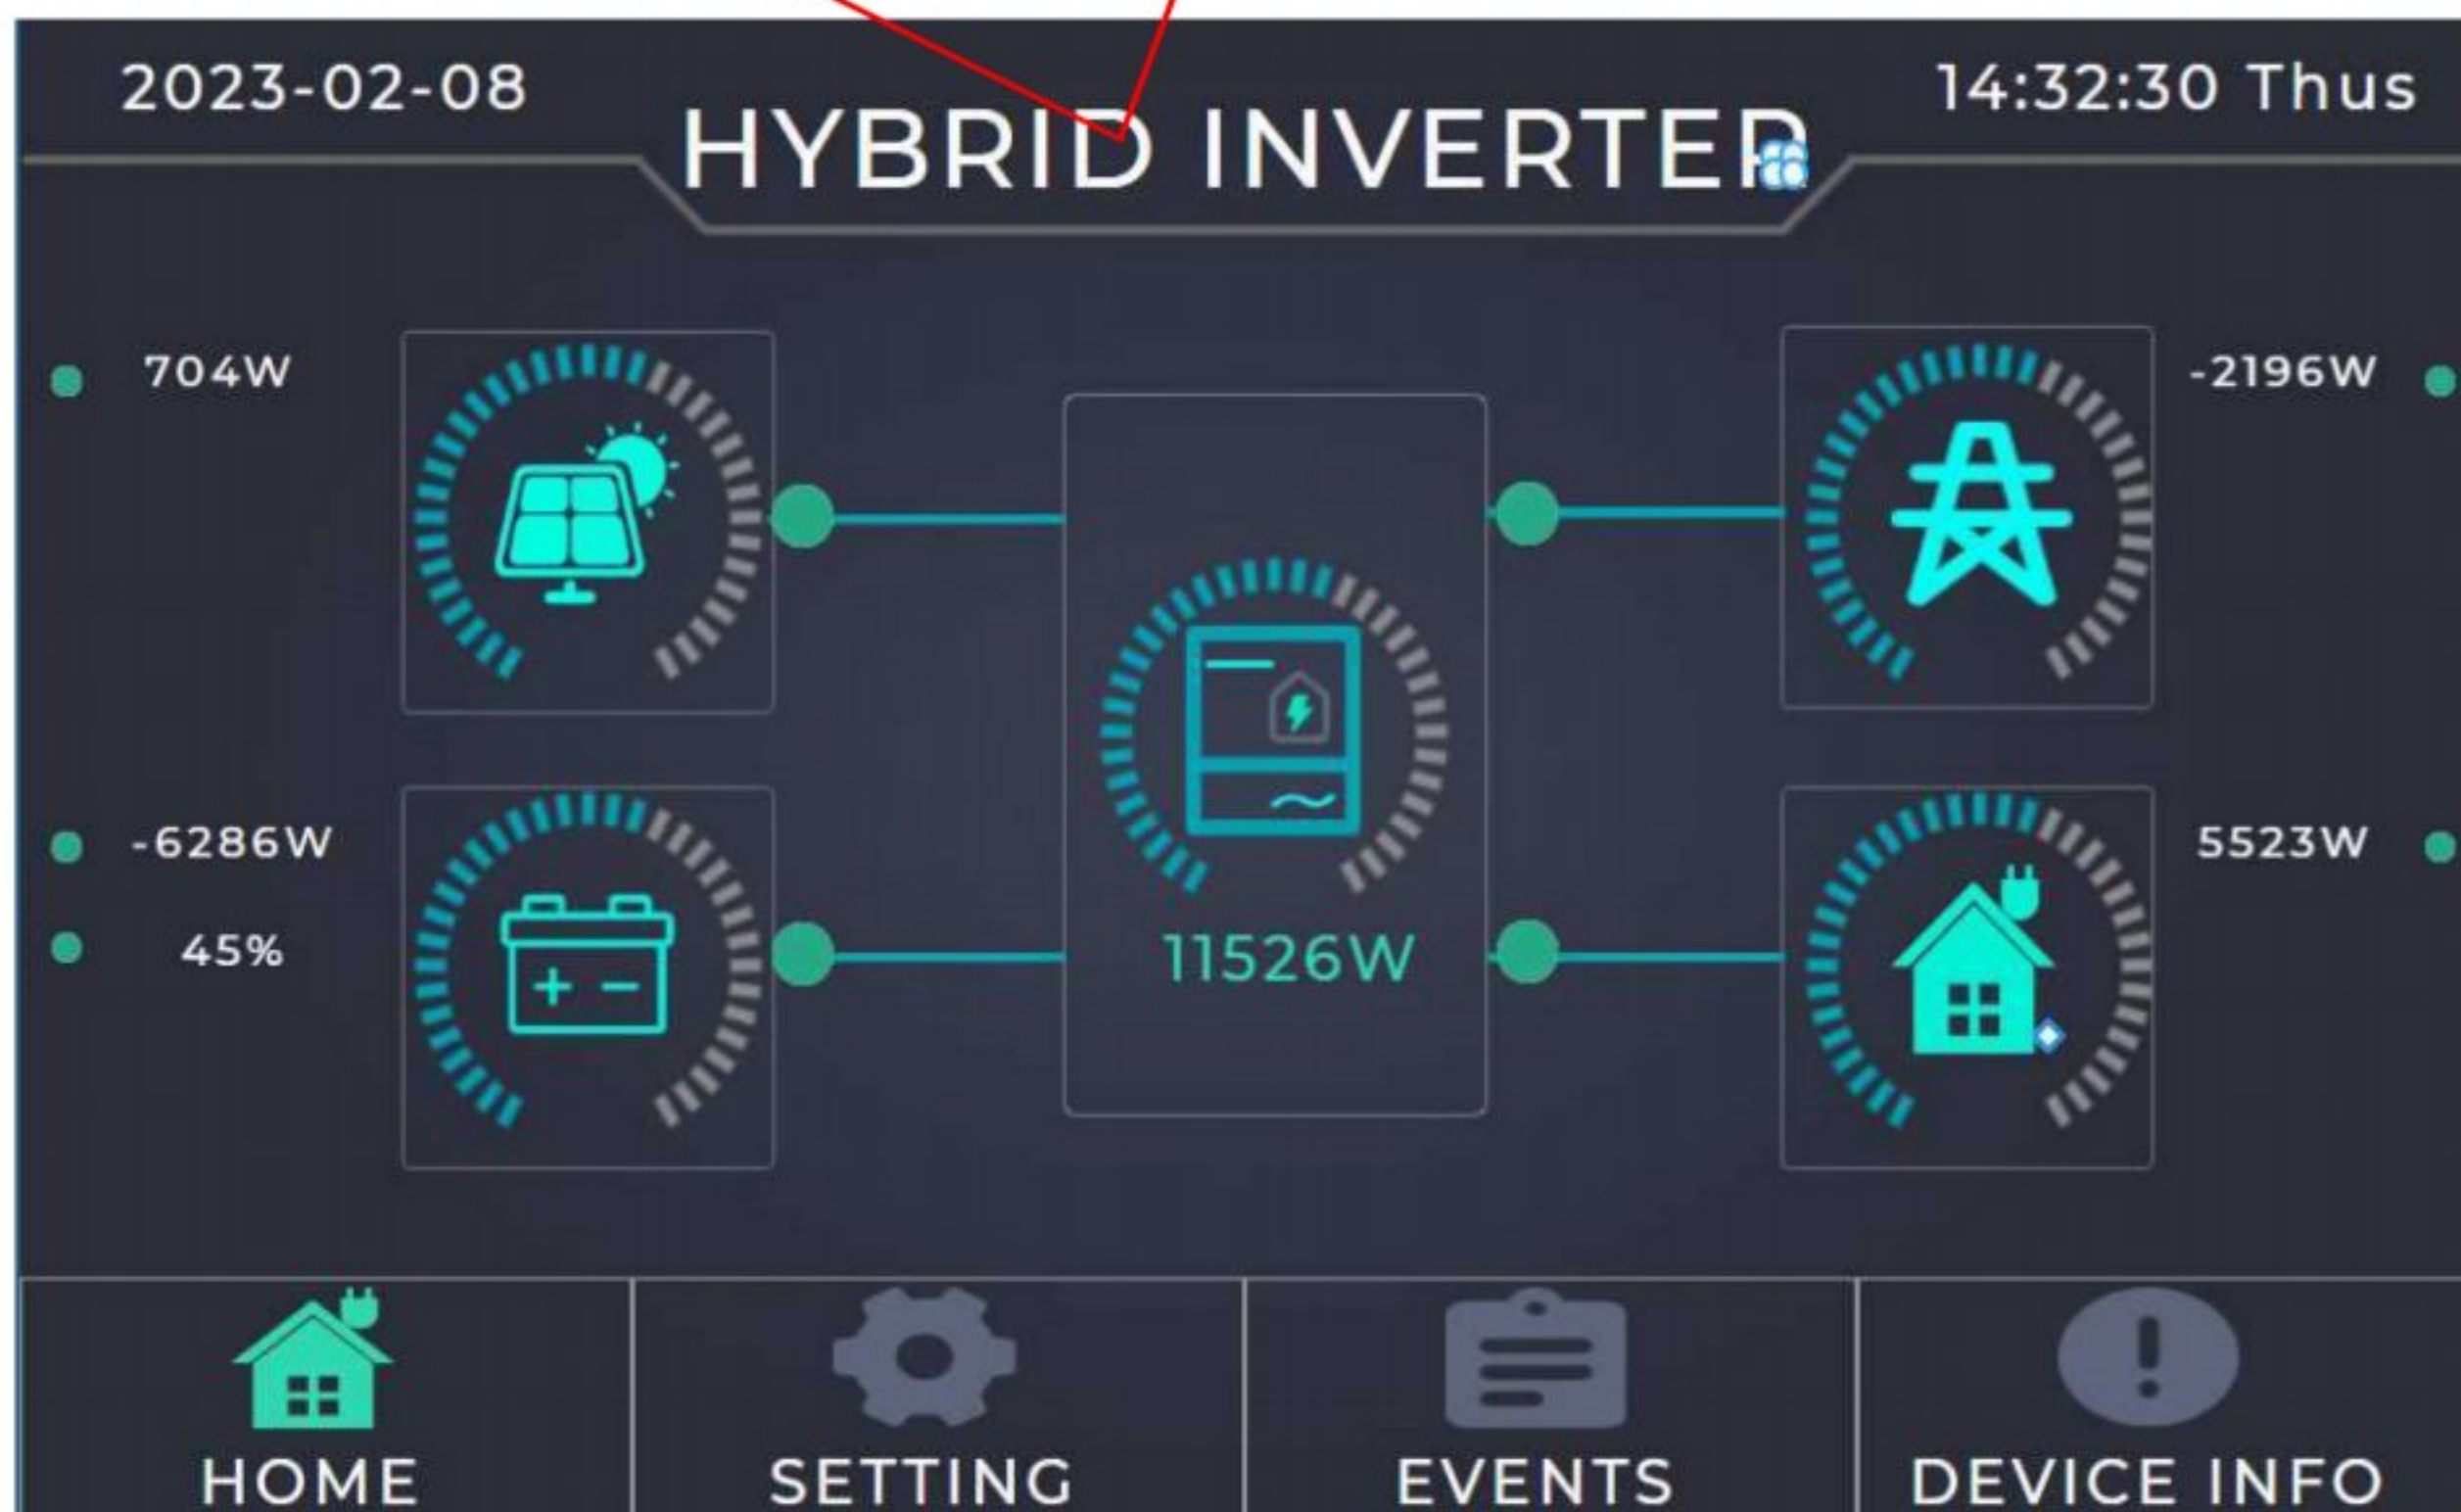 2023-02-08
HYBRID INVERTER
14:32:30 Thus
704W
-2196W
-6286W
5523W
45%
11526W
HOME
SETTING
EVENTS
DEVICE INFO